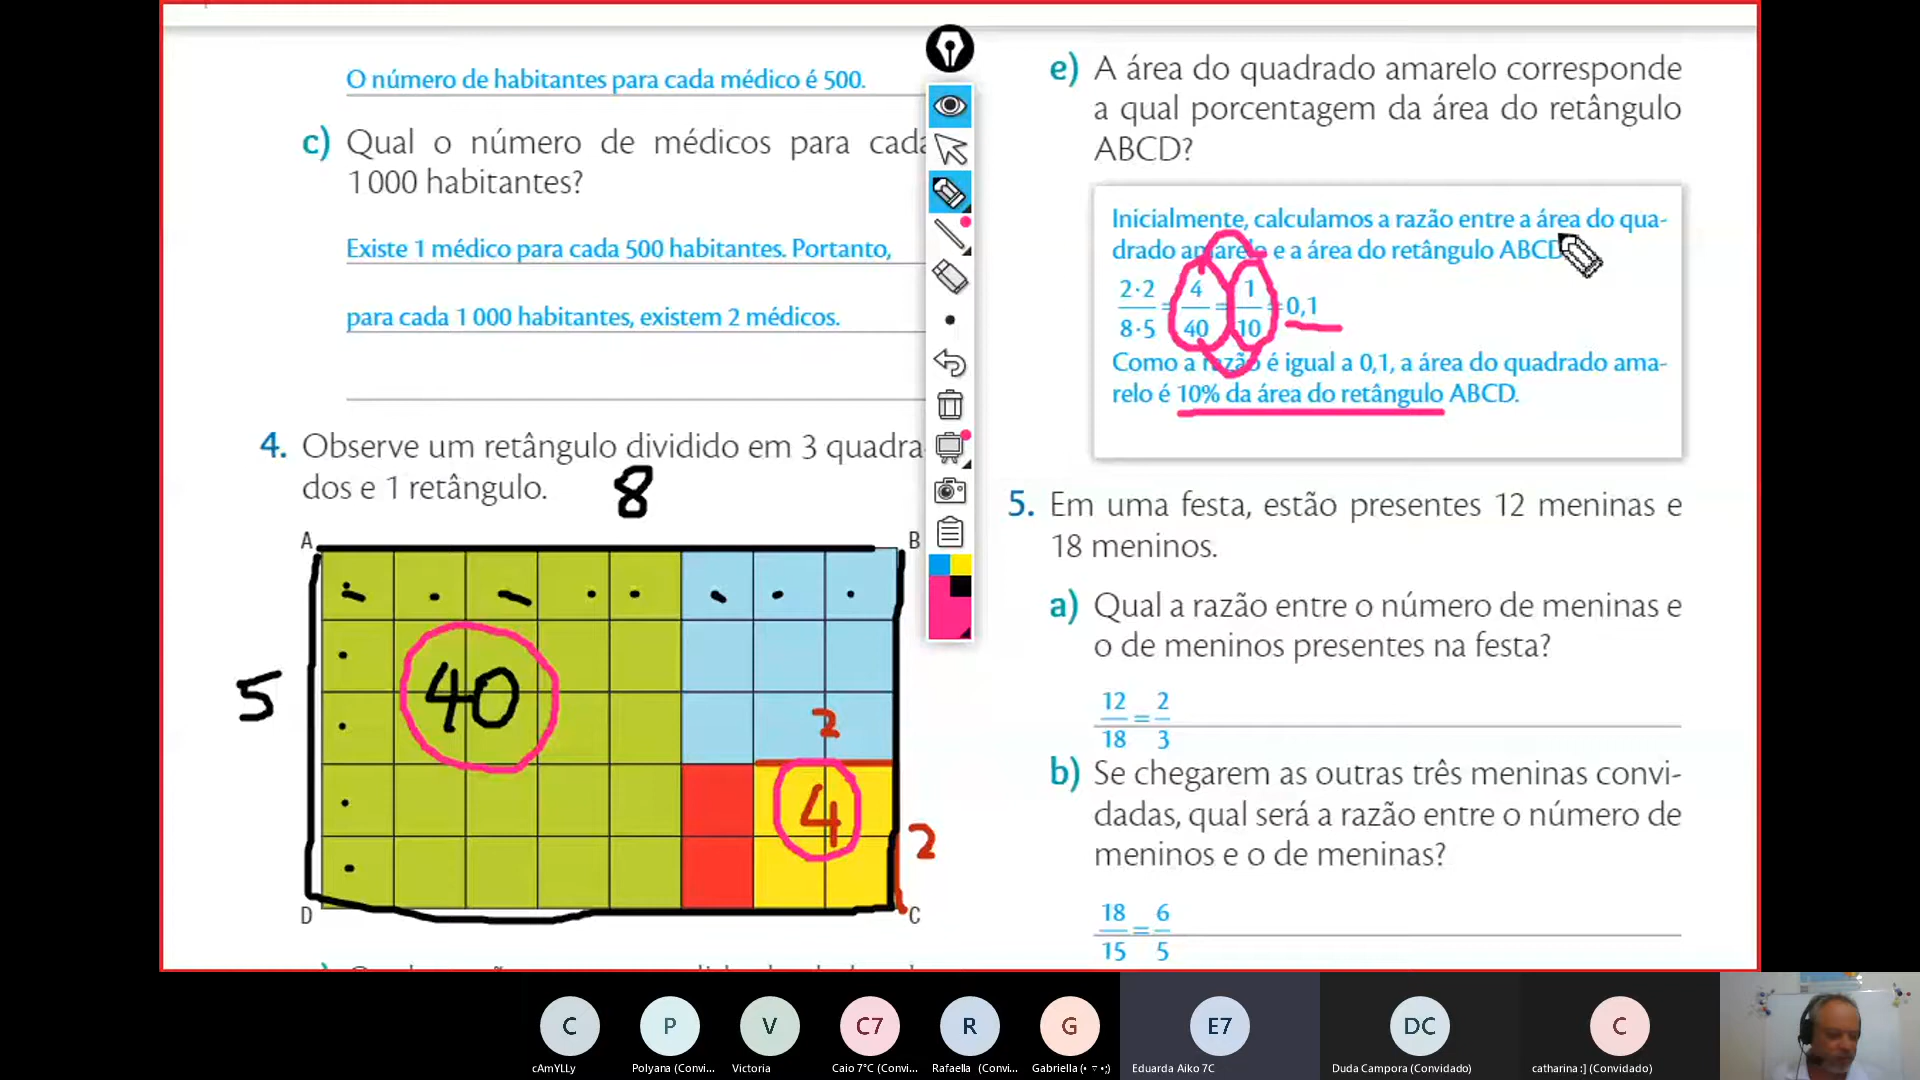 O número de habitantes para cada médico é 500.
c) Qual o número de médicos para cada
1 000 habitantes?
Existe 1 médico para cada 500 habitantes. Portanto,
para cada 1 000 habitantes, existem 2 médicos.
4. Observe um retângulo dividido em 3 quadra-
dos e 1 retângulo.
8
A
B
5
40
2
4
2
D
C
e) A área do quadrado amarelo corresponde
a qual porcentagem da área do retângulo
ABCD?
Inicialmente, calculamos a razão entre a área do qua-
drado amarelo e a área do retângulo ABCD
2·2 / 8·5 = 4 / 40 = 1 / 10 = 0,1
Como a razão é igual a 0,1, a área do quadrado ama-
relo é 10% da área do retângulo ABCD.
5. Em uma festa, estão presentes 12 meninas e
18 meninos.
a) Qual a razão entre o número de meninas e
o de meninos presentes na festa?
12 / 18 = 2 / 3
b) Se chegarem as outras três meninas convi-
dadas, qual será a razão entre o número de
meninos e o de meninas?
18 / 15 = 6 / 5
C
P
V
C7
R
G
E7
DC
C
cAmYLLy
Polyana (Convi...
Victoria
Caio 7°C (Convi...
Rafaella (Convi...
Gabriella
Eduarda Aiko 7C
Duda Campora (Convidado)
catharina :] (Convidado)